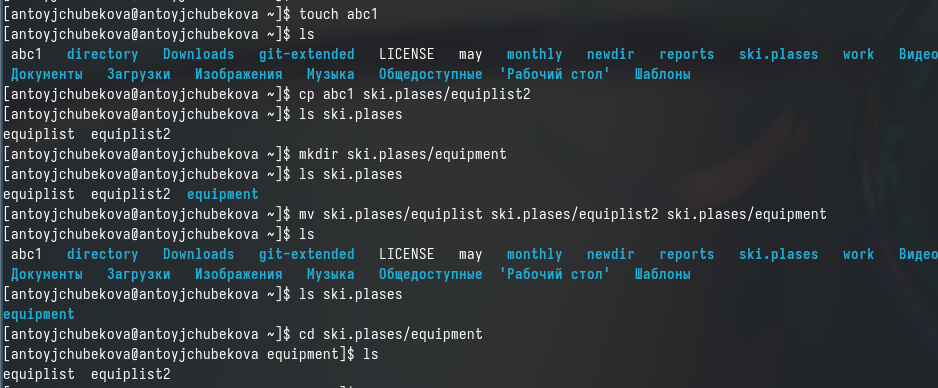 [antoyjchubekova@antoyjchubekova ~]$ touch abc1
[antoyjchubekova@antoyjchubekova ~]$ ls
abc1 directory Downloads git-extended LICENSE may monthly newdir reports ski.plases work Видео
Документы Загрузки Изображения Музыка Общедоступные 'Рабочий стол' Шаблоны
[antoyjchubekova@antoyjchubekova ~]$ cp abc1 ski.plases/equiplist2
[antoyjchubekova@antoyjchubekova ~]$ ls ski.plases
equiplist equiplist2
[antoyjchubekova@antoyjchubekova ~]$ mkdir ski.plases/equipment
[antoyjchubekova@antoyjchubekova ~]$ ls ski.plases
equiplist equiplist2 equipment
[antoyjchubekova@antoyjchubekova ~]$ mv ski.plases/equiplist ski.plases/equiplist2 ski.plases/equipment
[antoyjchubekova@antoyjchubekova ~]$ ls
abc1 directory Downloads git-extended LICENSE may monthly newdir reports ski.plases work Видео
Документы Загрузки Изображения Музыка Общедоступные 'Рабочий стол' Шаблоны
[antoyjchubekova@antoyjchubekova ~]$ ls ski.plases
equipment
[antoyjchubekova@antoyjchubekova ~]$ cd ski.plases/equipment
[antoyjchubekova@antoyjchubekova equipment]$ ls
equiplist equiplist2